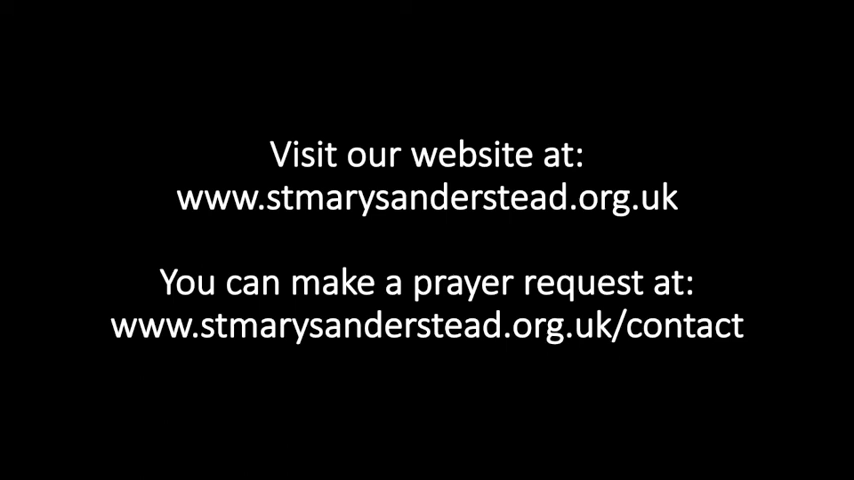 Visit our website at:
www.stmarysanderstead.org.uk
You can make a prayer request at:
www.stmarysanderstead.org.uk/contact